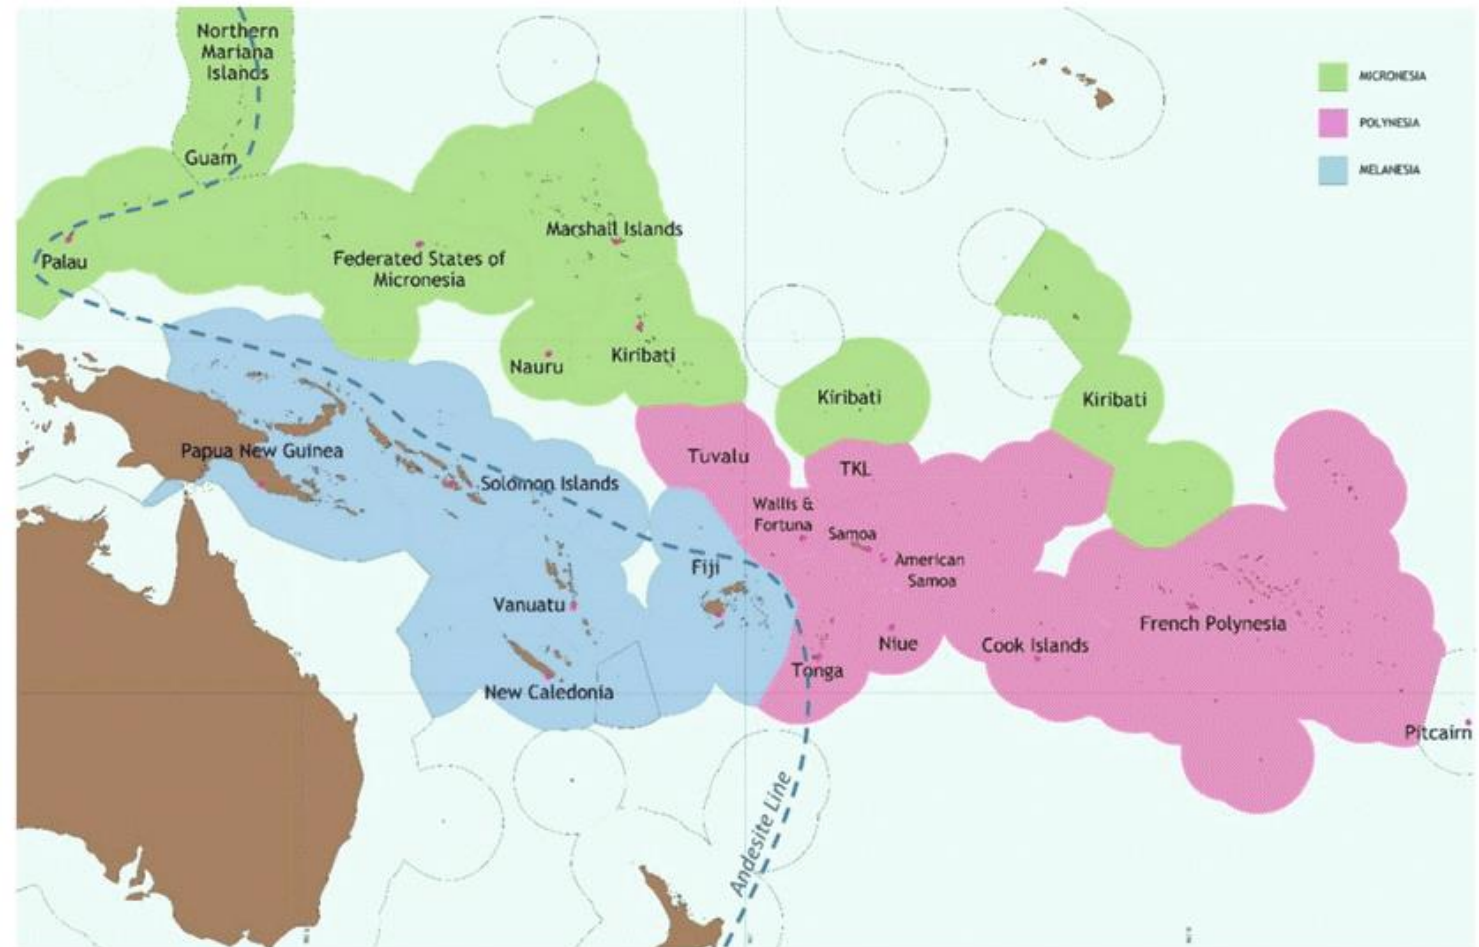 Northern
Mariana
Islands
Guam
MICRONESIA
POLYNESIA
MELANESIA
Palau
Federated States of
Micronesia
Marshall Islands
Nauru
Kiribati
Kiribati
Kiribati
Papua New Guinea
Solomon Islands
Tuvalu
TKL
Wallis &
Fortuna
Samoa
American
Samoa
Fiji
Vanuatu
New Caledonia
Tonga
Niue
Cook Islands
French Polynesia
Pitcairn
Andesite Line